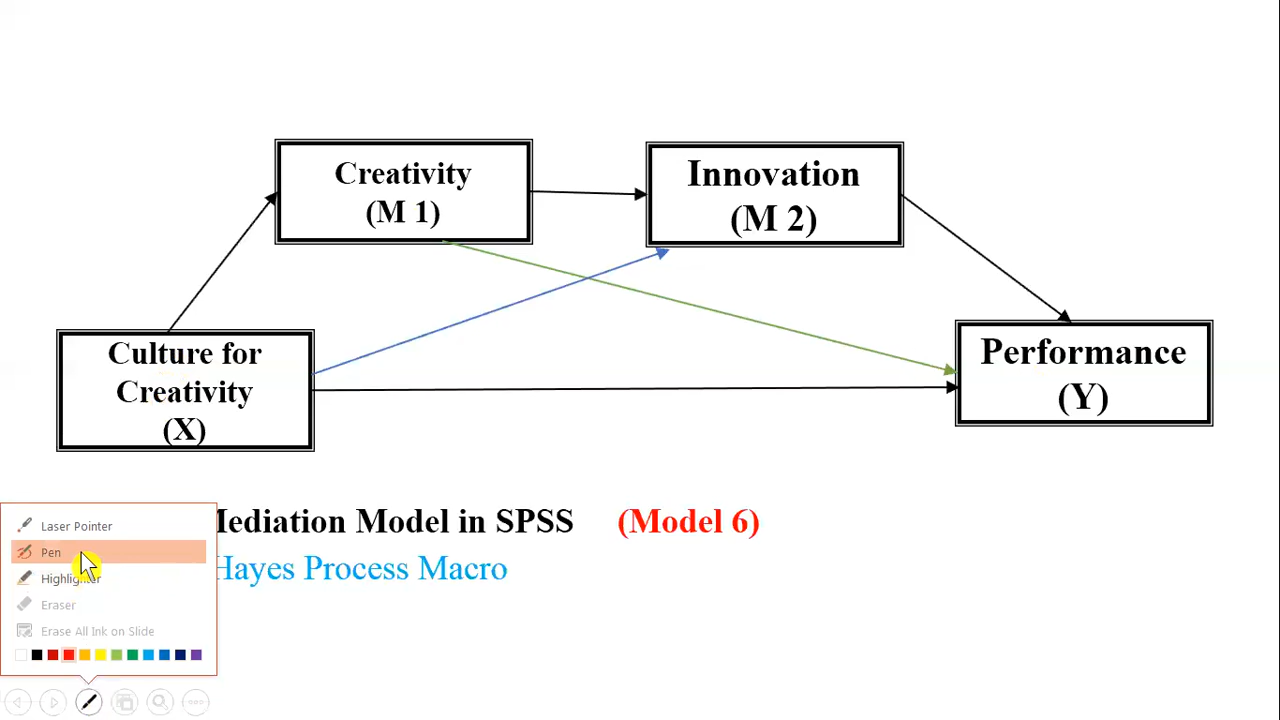 Creativity
(M 1)
Innovation
(M 2)
Culture for
Creativity
(X)
Performance
(Y)
Mediation Model in SPSS (Model 6)
Hayes Process Macro
Laser Pointer
Pen
Highlighter
Eraser
Erase All Ink on Slide